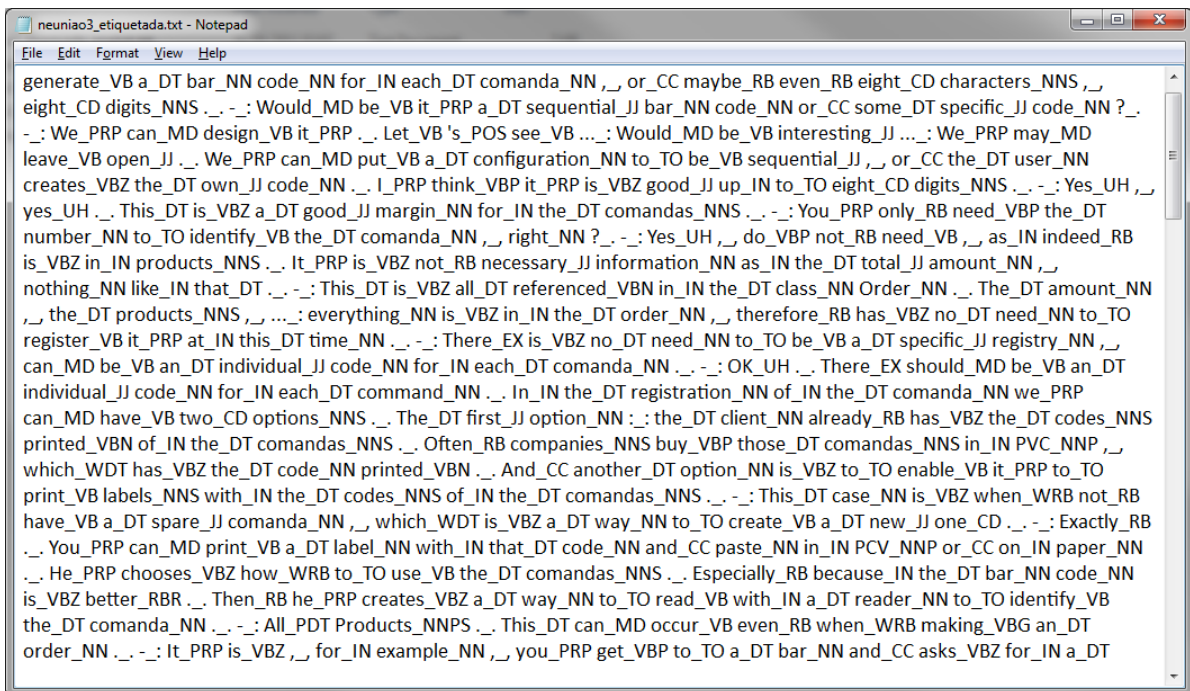 neuniao3_etiquetada.txt - Notepad
File Edit Format View Help
generate_VB a_DT bar_NN code_NN for_IN each_DT comanda_NN ,_, or_CC maybe_RB even_RB eight_CD characters_NNS ,_,
eight_CD digits_NNS ._. -_: Would_MD be_VB it_PRP a_DT sequential_JJ bar_NN code_NN or_CC some_DT specific_JJ code_NN ?_.
-_: We_PRP can_MD design_VB it_PRP ._. Let_VB 's_POS see_VB ..._: Would_MD be_VB interesting_JJ ..._: We_PRP may_MD
leave_VB open_JJ ._. We_PRP can_MD put_VB a_DT configuration_NN to_TO be_VB sequential_JJ ,_, or_CC the_DT user_NN
creates_VBZ the_DT own_JJ code_NN ._. I_PRP think_VBP it_PRP is_VBZ good_JJ up_IN to_TO eight_CD digits_NNS ._. -_: Yes_UH ,_,
yes_UH ._. This_DT is_VBZ a_DT good_JJ margin_NN for_IN the_DT comandas_NNS ._. -_: You_PRP only_RB need_VBP the_DT
number_NN to_TO identify_VB the_DT comanda_NN ,_, right_NN ?_. -_: Yes_UH ,_, do_VBP not_RB need_VB ,_, as_IN indeed_RB
is_VBZ in_IN products_NNS ._. It_PRP is_VBZ not_RB necessary_JJ information_NN as_IN the_DT total_JJ amount_NN ,_,
nothing_NN like_IN that_DT ._. -_: This_DT is_VBZ all_DT referenced_VBN in_IN the_DT class_NN Order_NN ._. The_DT amount_NN
,_, the_DT products_NNS ,_, ..._: everything_NN is_VBZ in_IN the_DT order_NN ,_, therefore_RB has_VBZ no_DT need_NN to_TO
register_VB it_PRP at_IN this_DT time_NN ._. -_: There_EX is_VBZ no_DT need_NN to_TO be_VB a_DT specific_JJ registry_NN ,_,
can_MD be_VB an_DT individual_JJ code_NN for_IN each_DT comanda_NN ._. -_: OK_UH ._. There_EX should_MD be_VB an_DT
individual_JJ code_NN for_IN each_DT command_NN ._. In_IN the_DT registration_NN of_IN the_DT comanda_NN we_PRP
can_MD have_VB two_CD options_NNS ._. The_DT first_JJ option_NN :_: the_DT client_NN already_RB has_VBZ the_DT codes_NNS
printed_VBN of_IN the_DT comandas_NNS ._. Often_RB companies_NNS buy_VBP those_DT comandas_NNS in_IN PVC_NNP ,_,
which_WDT has_VBZ the_DT code_NN printed_VBN ._. And_CC another_DT option_NN is_VBZ to_TO enable_VB it_PRP to_TO
print_VB labels_NNS with_IN the_DT codes_NNS of_IN the_DT comandas_NNS ._. -_: This_DT case_NN is_VBZ when_WRB not_RB
have_VB a_DT spare_JJ comanda_NN ,_, which_WDT is_VBZ a_DT way_NN to_TO create_VB a_DT new_JJ one_CD ._. -_: Exactly_RB
._. You_PRP can_MD print_VB a_DT label_NN with_IN that_DT code_NN and_CC paste_NN in_IN PCV_NNP or_CC on_IN paper_NN
._. He_PRP chooses_VBZ how_WRB to_TO use_VB the_DT comandas_NNS ._. Especially_RB because_IN the_DT bar_NN code_NN
is_VBZ better_RBR ._. Then_RB he_PRP creates_VBZ a_DT way_NN to_TO read_VB with_IN a_DT reader_NN to_TO identify_VB
the_DT comanda_NN ._. -_: All_PDT Products_NNPS ._. This_DT can_MD occur_VB even_RB when_WRB making_VBG an_DT
order_NN ._. -_: It_PRP is_VBZ ,_, for_IN example_NN ,_, you_PRP get_VBP to_TO a_DT bar_NN and_CC asks_VBZ for_IN a_DT